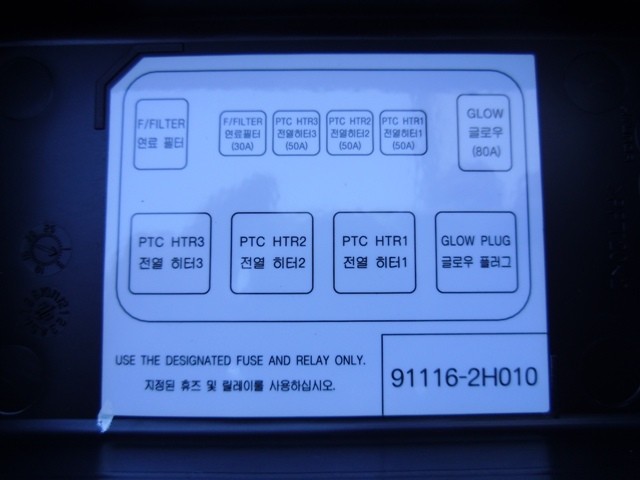 F/FILTER
연료 필터
F/FILTER
연료필터
(30A)
PTC HTR3
전열히터3
(50A)
PTC HTR2
전열히터2
(50A)
PTC HTR1
전열히터1
(50A)
GLOW
글로우
(80A)
PTC HTR3
전열 히터3
PTC HTR2
전열 히터2
PTC HTR1
전열 히터1
GLOW PLUG
글로우 플러그
USE THE DESIGNATED FUSE AND RELAY ONLY.
지정된 휴즈 및 릴레이를 사용하십시오.
91116-2H010